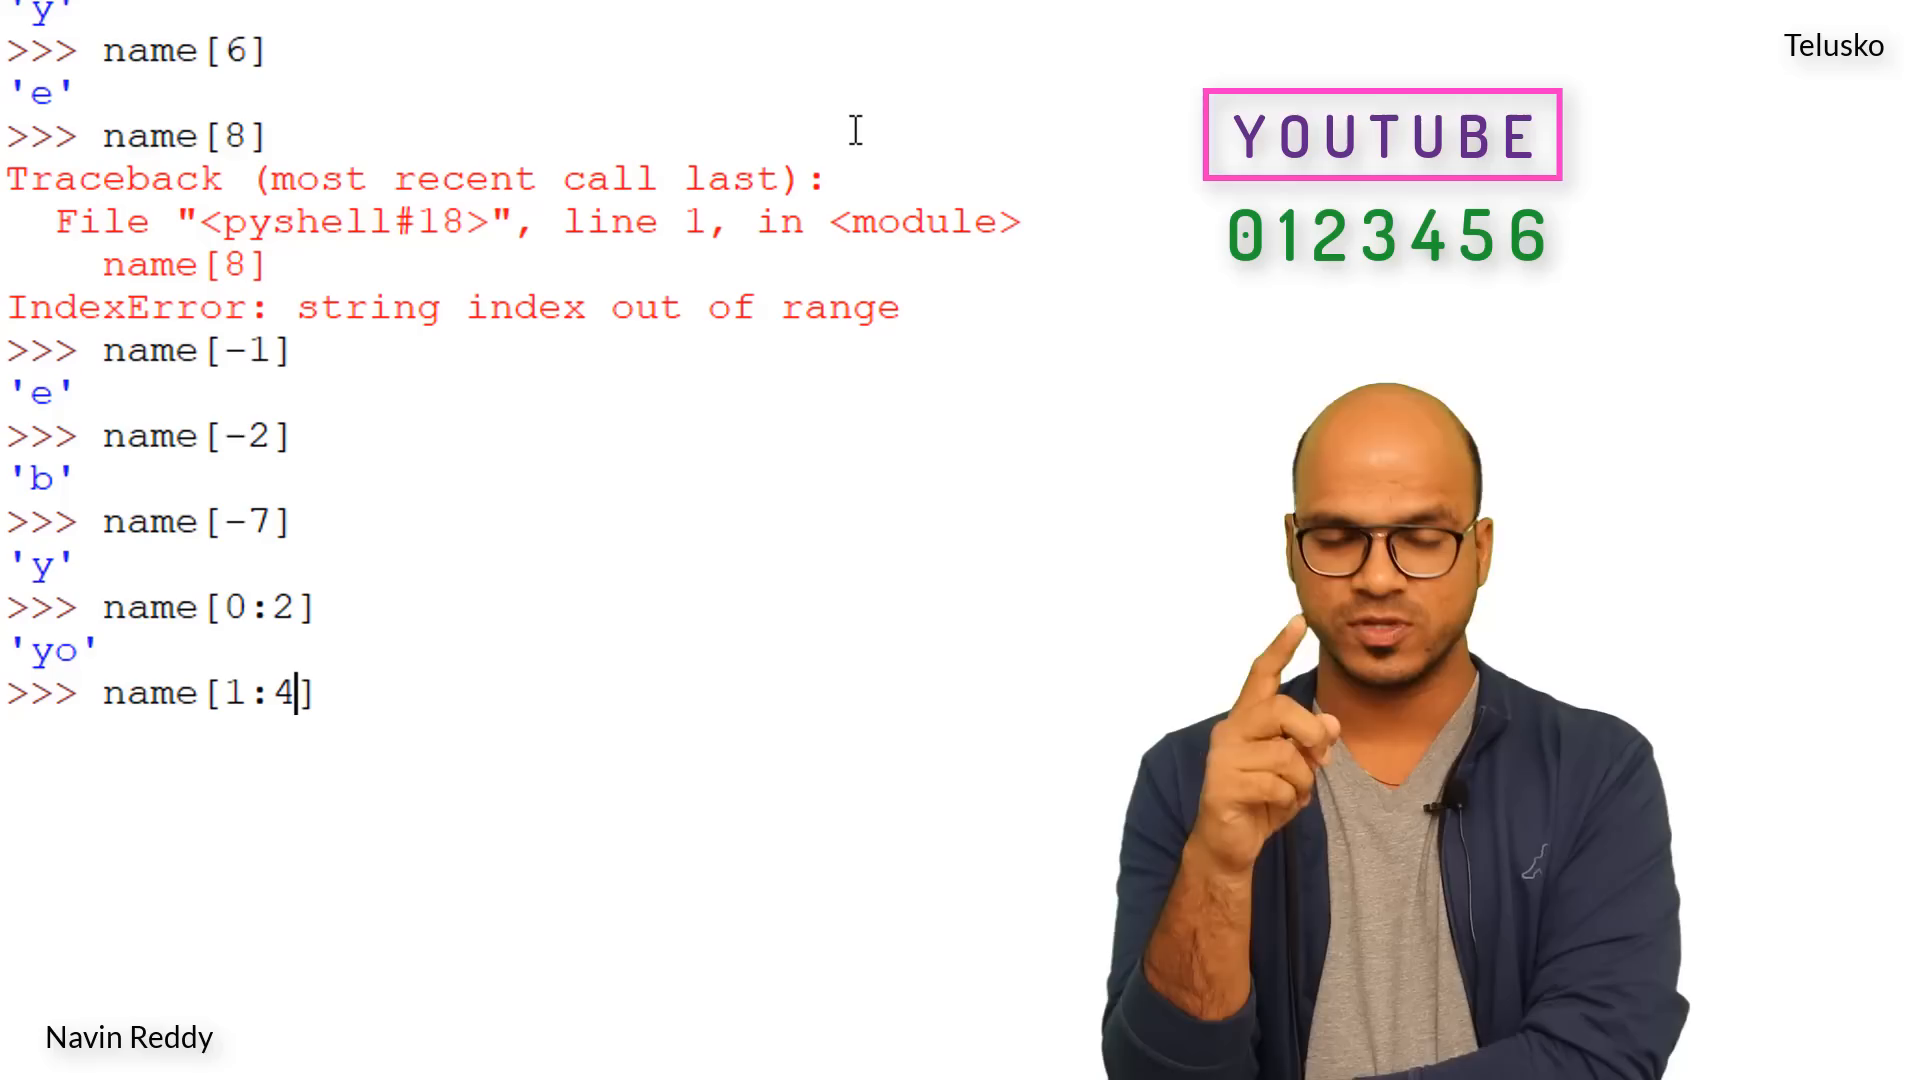 'y'
>>> name[6]
'e'
>>> name[8]
Traceback (most recent call last):
  File "<pyshell#18>", line 1, in <module>
    name[8]
IndexError: string index out of range
>>> name[-1]
'e'
>>> name[-2]
'b'
>>> name[-7]
'y'
>>> name[0:2]
'yo'
>>> name[1:4]
Telusko
YOUTUBE
0123456
Navin Reddy